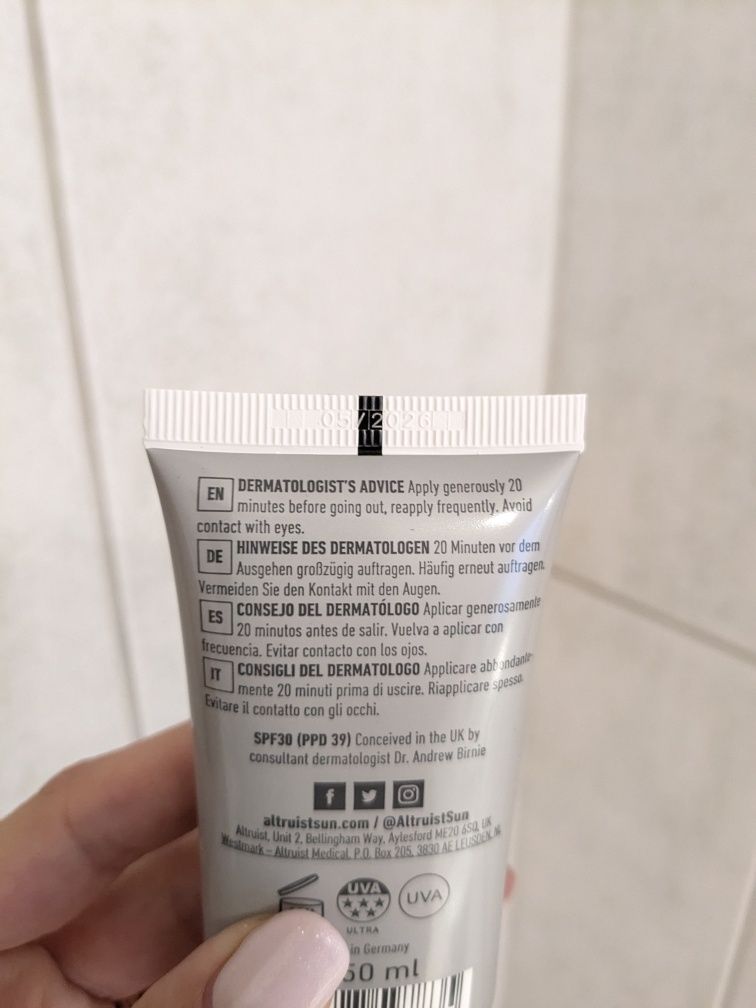 05/2026
EN DERMATOLOGIST'S ADVICE Apply generously 20
minutes before going out, reapply frequently. Avoid
contact with eyes.
DE HINWEISE DES DERMATOLOGEN 20 Minuten vor dem
Ausgehen großzügig auftragen. Häufig erneut auftragen.
Vermeiden Sie den Kontakt mit den Augen.
ES CONSEJO DEL DERMATÓLOGO Aplicar generosamente
20 minutos antes de salir. Vuelva a aplicar con
frecuencia. Evitar contacto con los ojos.
IT CONSIGLI DEL DERMATOLOGO Applicare abbondante-
mente 20 minuti prima di uscire. Riapplicare spesso.
Evitare il contatto con gli occhi.
SPF30 (PPD 39) Conceived in the UK by
consultant dermatologist Dr. Andrew Birnie
altruistsun.com / @AltruistSun
Altruist, Unit 2, Bellingham Way, Aylesford ME20 6SQ, UK
Westmark – Altruist Medical, P.O. Box 205, 3830 AE LEUSDEN, NL
UVA UVA
ULTRA
in Germany
50 ml